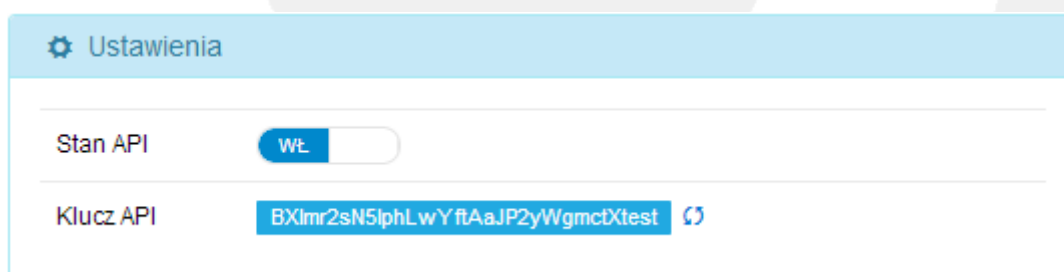 Ustawienia
Stan API
WŁ
Klucz API
BXlmr2sN5lphLwYftAaJP2yWgmctXtest